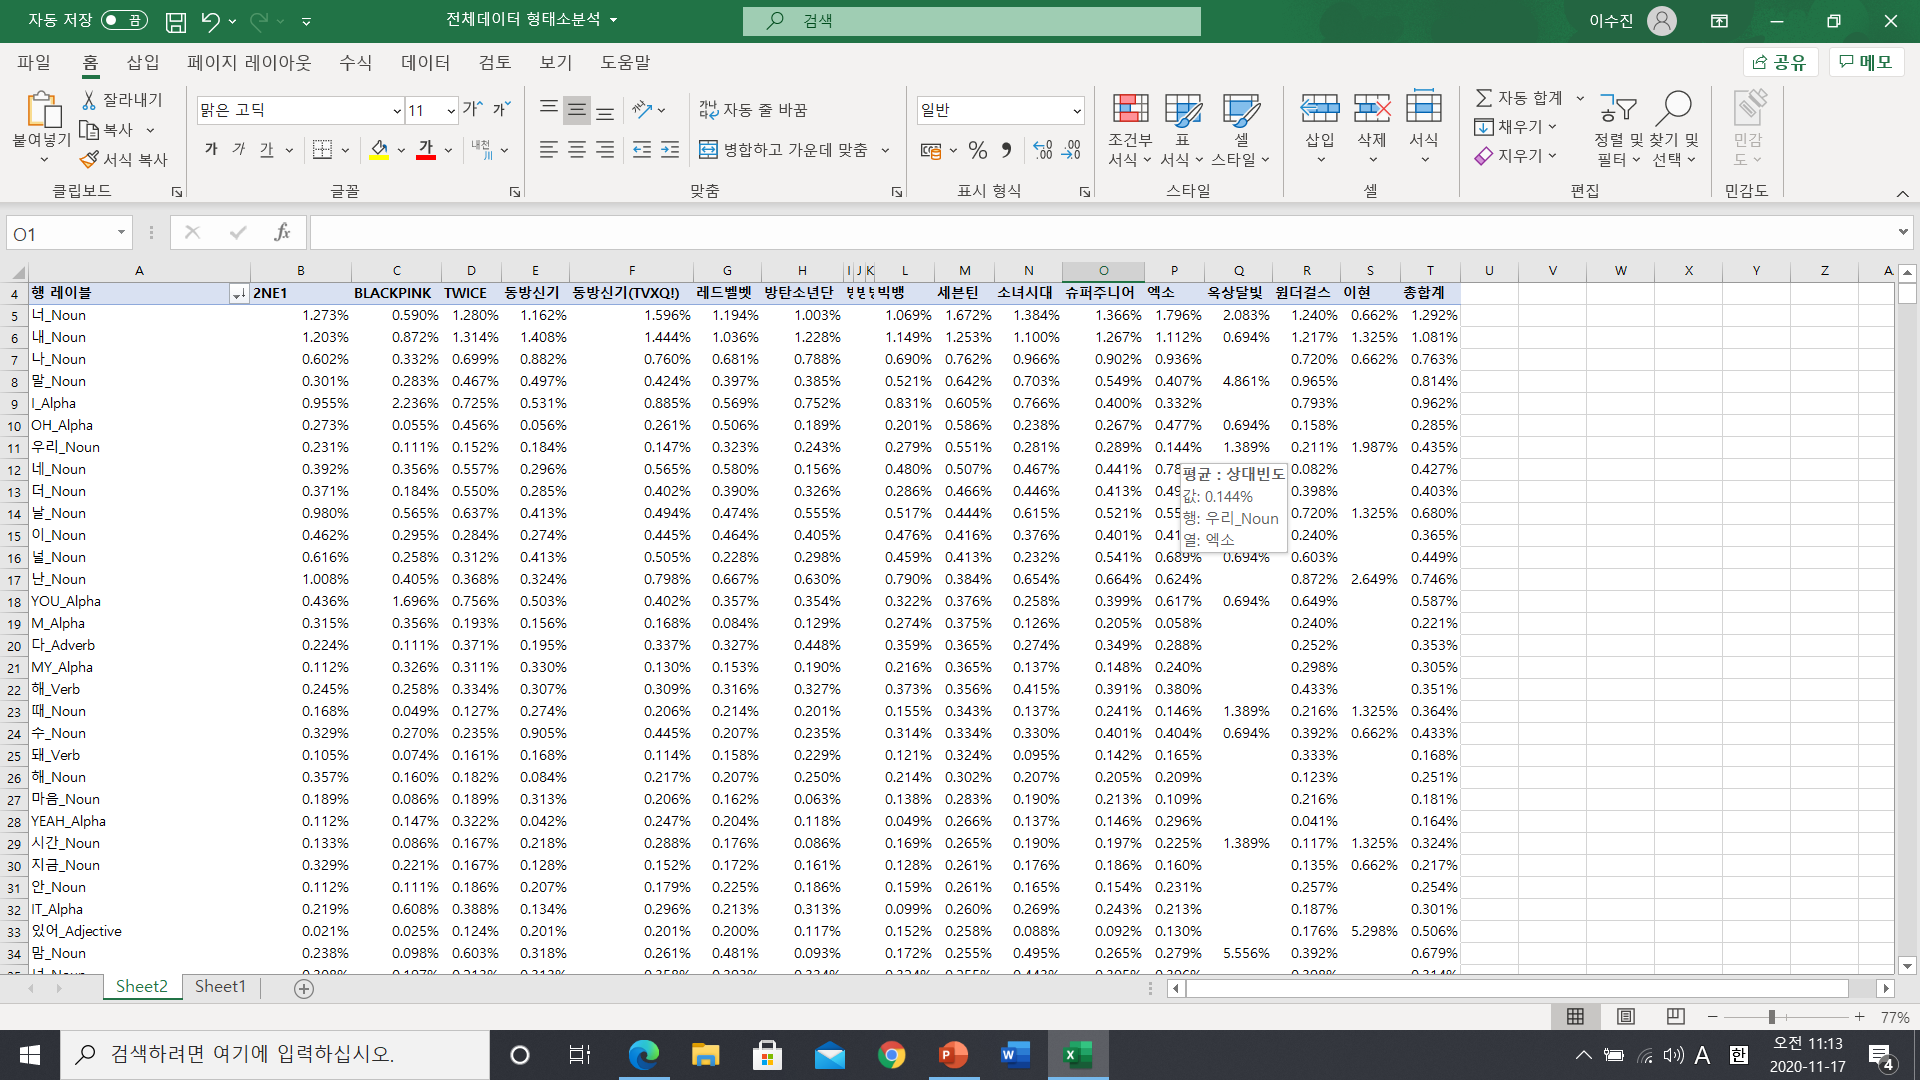 자동 저장 끔 전체데이터 형태소분석 검색 이수진
파일 홈 삽입 페이지 레이아웃 수식 데이터 검토 보기 도움말 공유 메모
붙여넣기 잘라내기 복사 서식 복사 클립보드
맑은 고딕 11 가 가 가 가 가 가 내천 川 글꼴
가나 다 자동 줄 바꿈 병합하고 가운데 맞춤 맞춤
일반 % 표시 형식
조건부 서식 표 서식 셀 스타일 스타일
삽입 삭제 서식 셀
자동 합계 채우기 지우기 정렬 및 필터 찾기 및 선택 편집
민감도 민감도
O1 fx
A B C D E F G H I J K L M N O P Q R S T U V W X Y Z A
4 행 레이블 2NE1 BLACKPINK TWICE 동방신기 동방신기(TVXQ!) 레드벨벳 방탄소년단 빅뱅 세븐틴 소녀시대 슈퍼주니어 엑소 옥상달빛 원더걸스 이현 총합계
5 너_Noun 1.273% 0.590% 1.280% 1.162% 1.596% 1.194% 1.003% 1.069% 1.672% 1.384% 1.366% 1.796% 2.083% 1.240% 0.662% 1.292%
6 내_Noun 1.203% 0.872% 1.314% 1.408% 1.444% 1.036% 1.228% 1.149% 1.253% 1.100% 1.267% 1.112% 0.694% 1.217% 1.325% 1.081%
7 나_Noun 0.602% 0.332% 0.699% 0.882% 0.760% 0.681% 0.788% 0.690% 0.762% 0.966% 0.902% 0.936% 0.720% 0.662% 0.763%
8 말_Noun 0.301% 0.283% 0.467% 0.497% 0.424% 0.397% 0.385% 0.521% 0.642% 0.703% 0.549% 0.407% 4.861% 0.965% 0.814%
9 I_Alpha 0.955% 2.236% 0.725% 0.531% 0.885% 0.569% 0.752% 0.831% 0.605% 0.766% 0.400% 0.332% 0.793% 0.962%
10 OH_Alpha 0.273% 0.055% 0.456% 0.056% 0.261% 0.506% 0.189% 0.201% 0.586% 0.238% 0.267% 0.477% 0.694% 0.158% 0.285%
11 우리_Noun 0.231% 0.111% 0.152% 0.184% 0.147% 0.323% 0.243% 0.279% 0.551% 0.281% 0.289% 0.144% 1.389% 0.211% 1.987% 0.435%
12 네_Noun 0.392% 0.356% 0.557% 0.296% 0.565% 0.580% 0.156% 0.480% 0.507% 0.467% 0.441% 0.082% 0.427%
13 더_Noun 0.371% 0.184% 0.550% 0.285% 0.402% 0.390% 0.326% 0.286% 0.466% 0.446% 0.413% 0.398% 0.403%
14 날_Noun 0.980% 0.565% 0.637% 0.413% 0.494% 0.474% 0.555% 0.517% 0.444% 0.615% 0.521% 0.720% 1.325% 0.680%
15 이_Noun 0.462% 0.295% 0.284% 0.274% 0.445% 0.464% 0.405% 0.476% 0.416% 0.376% 0.401% 0.240% 0.365%
16 널_Noun 0.616% 0.258% 0.312% 0.413% 0.505% 0.228% 0.298% 0.459% 0.413% 0.232% 0.541% 0.689% 0.694% 0.603% 0.449%
평균 : 상대빈도
값: 0.144%
행: 우리_Noun
열: 엑소
17 난_Noun 1.008% 0.405% 0.368% 0.324% 0.798% 0.667% 0.630% 0.790% 0.384% 0.654% 0.664% 0.624% 0.872% 2.649% 0.746%
18 YOU_Alpha 0.436% 1.696% 0.756% 0.503% 0.402% 0.357% 0.354% 0.322% 0.376% 0.258% 0.399% 0.617% 0.694% 0.649% 0.587%
19 M_Alpha 0.315% 0.356% 0.193% 0.156% 0.168% 0.084% 0.129% 0.274% 0.375% 0.126% 0.205% 0.058% 0.240% 0.221%
20 다_Adverb 0.224% 0.111% 0.371% 0.195% 0.337% 0.327% 0.448% 0.359% 0.365% 0.274% 0.349% 0.288% 0.252% 0.353%
21 MY_Alpha 0.112% 0.326% 0.311% 0.330% 0.130% 0.153% 0.190% 0.216% 0.365% 0.137% 0.148% 0.240% 0.298% 0.305%
22 해_Verb 0.245% 0.258% 0.334% 0.307% 0.309% 0.316% 0.327% 0.373% 0.356% 0.415% 0.391% 0.380% 0.433% 0.351%
23 때_Noun 0.168% 0.049% 0.127% 0.274% 0.206% 0.214% 0.201% 0.155% 0.343% 0.137% 0.241% 0.146% 1.389% 0.216% 1.325% 0.364%
24 수_Noun 0.329% 0.270% 0.235% 0.905% 0.445% 0.207% 0.235% 0.314% 0.334% 0.330% 0.401% 0.404% 0.694% 0.392% 0.662% 0.433%
25 돼_Verb 0.105% 0.074% 0.161% 0.168% 0.114% 0.158% 0.229% 0.121% 0.324% 0.095% 0.142% 0.165% 0.333% 0.168%
26 해_Noun 0.357% 0.160% 0.182% 0.084% 0.217% 0.207% 0.250% 0.214% 0.302% 0.207% 0.205% 0.209% 0.123% 0.251%
27 마음_Noun 0.189% 0.086% 0.189% 0.313% 0.206% 0.162% 0.063% 0.138% 0.283% 0.190% 0.213% 0.109% 0.216% 0.181%
28 YEAH_Alpha 0.112% 0.147% 0.322% 0.042% 0.247% 0.204% 0.118% 0.049% 0.266% 0.137% 0.146% 0.296% 0.041% 0.164%
29 시간_Noun 0.133% 0.086% 0.167% 0.218% 0.288% 0.176% 0.086% 0.169% 0.265% 0.190% 0.197% 0.225% 1.389% 0.117% 1.325% 0.324%
30 지금_Noun 0.329% 0.221% 0.167% 0.128% 0.152% 0.172% 0.161% 0.128% 0.261% 0.176% 0.186% 0.160% 0.135% 0.662% 0.217%
31 안_Noun 0.112% 0.111% 0.186% 0.207% 0.179% 0.225% 0.186% 0.159% 0.261% 0.165% 0.154% 0.231% 0.257% 0.254%
32 IT_Alpha 0.219% 0.608% 0.388% 0.134% 0.296% 0.213% 0.313% 0.099% 0.260% 0.269% 0.243% 0.213% 0.187% 0.301%
33 있어_Adjective 0.021% 0.025% 0.124% 0.201% 0.201% 0.200% 0.117% 0.152% 0.258% 0.088% 0.092% 0.130% 0.176% 5.298% 0.506%
34 맘_Noun 0.238% 0.098% 0.603% 0.318% 0.261% 0.481% 0.093% 0.172% 0.255% 0.495% 0.265% 0.279% 5.556% 0.392% 0.679%
Sheet2 Sheet1
77%
검색하려면 여기에 입력하십시오.
A 한 오전 11:13
2020-11-17 4